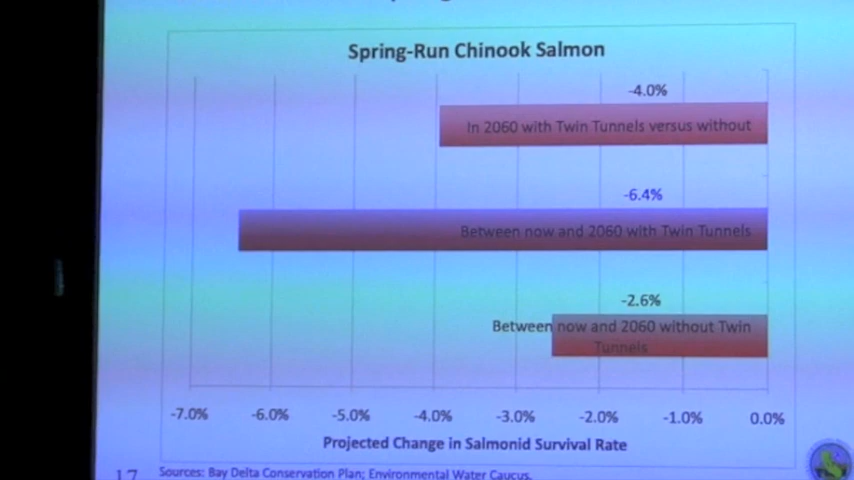 Spring-Run Chinook Salmon
-4.0%
In 2060 with Twin Tunnels versus without
-6.4%
Between now and 2060 with Twin Tunnels
-2.6%
Between now and 2060 without Twin
Tunnels
-7.0% -6.0% -5.0% -4.0% -3.0% -2.0% -1.0% 0.0%
Projected Change in Salmonid Survival Rate
17 Sources: Bay Delta Conservation Plan; Environmental Water Caucus.